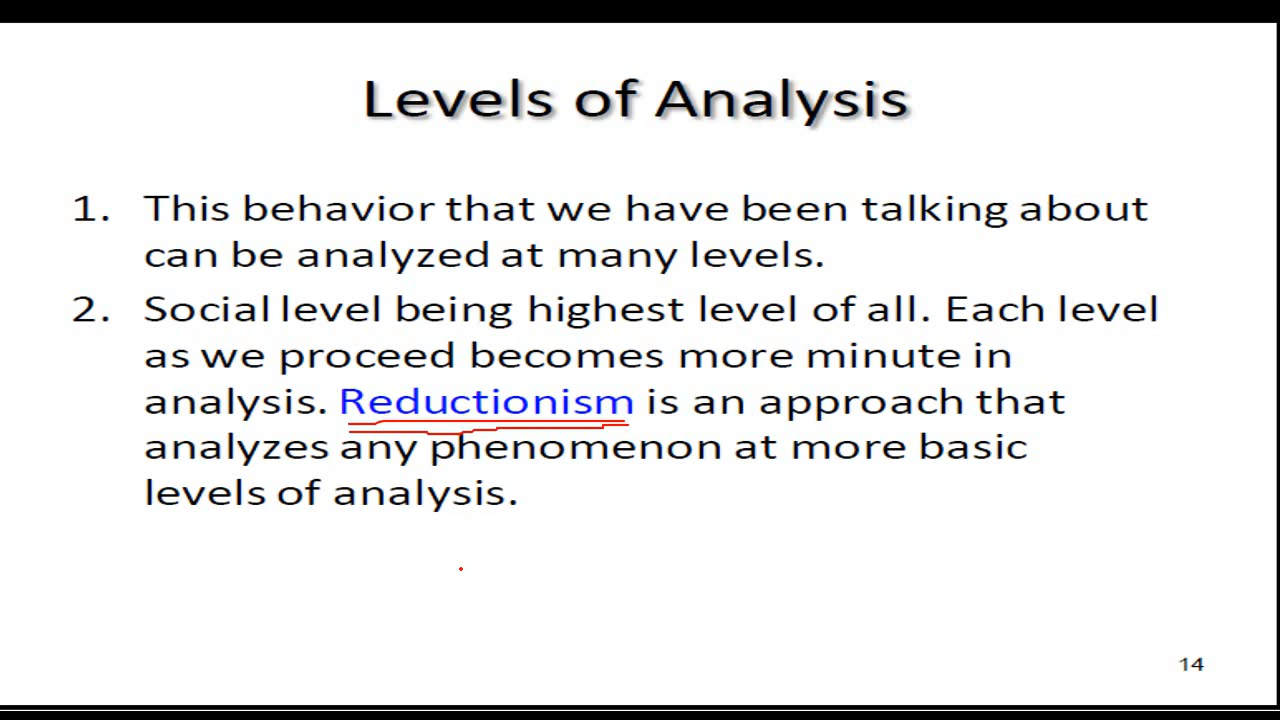 Levels of Analysis
1. This behavior that we have been talking about
can be analyzed at many levels.
2. Social level being highest level of all. Each level
as we proceed becomes more minute in
analysis. Reductionism is an approach that
analyzes any phenomenon at more basic
levels of analysis.
14